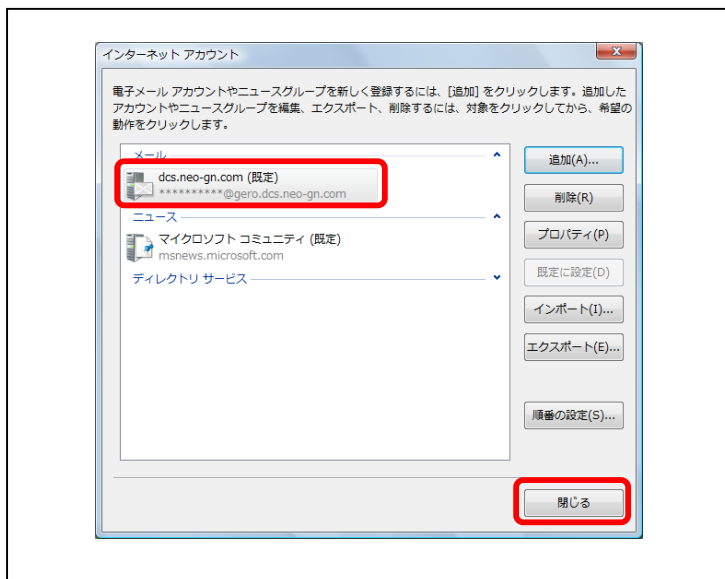 インターネット アカウント
電子メール アカウントやニュースグループを新しく登録するには、[追加] をクリックします。追加した
アカウントやニュースグループを編集、エクスポート、削除するには、対象をクリックしてから、希望の
動作をクリックします。
メール
dcs.neo-gn.com (既定)
**********@gero.dcs.neo-gn.com
ニュース
マイクロソフト コミュニティ (既定)
msnews.microsoft.com
ディレクトリ サービス
追加(A)...
削除(R)
プロパティ(P)
既定に設定(D)
インポート(I)...
エクスポート(E)...
順番の設定(S)...
閉じる